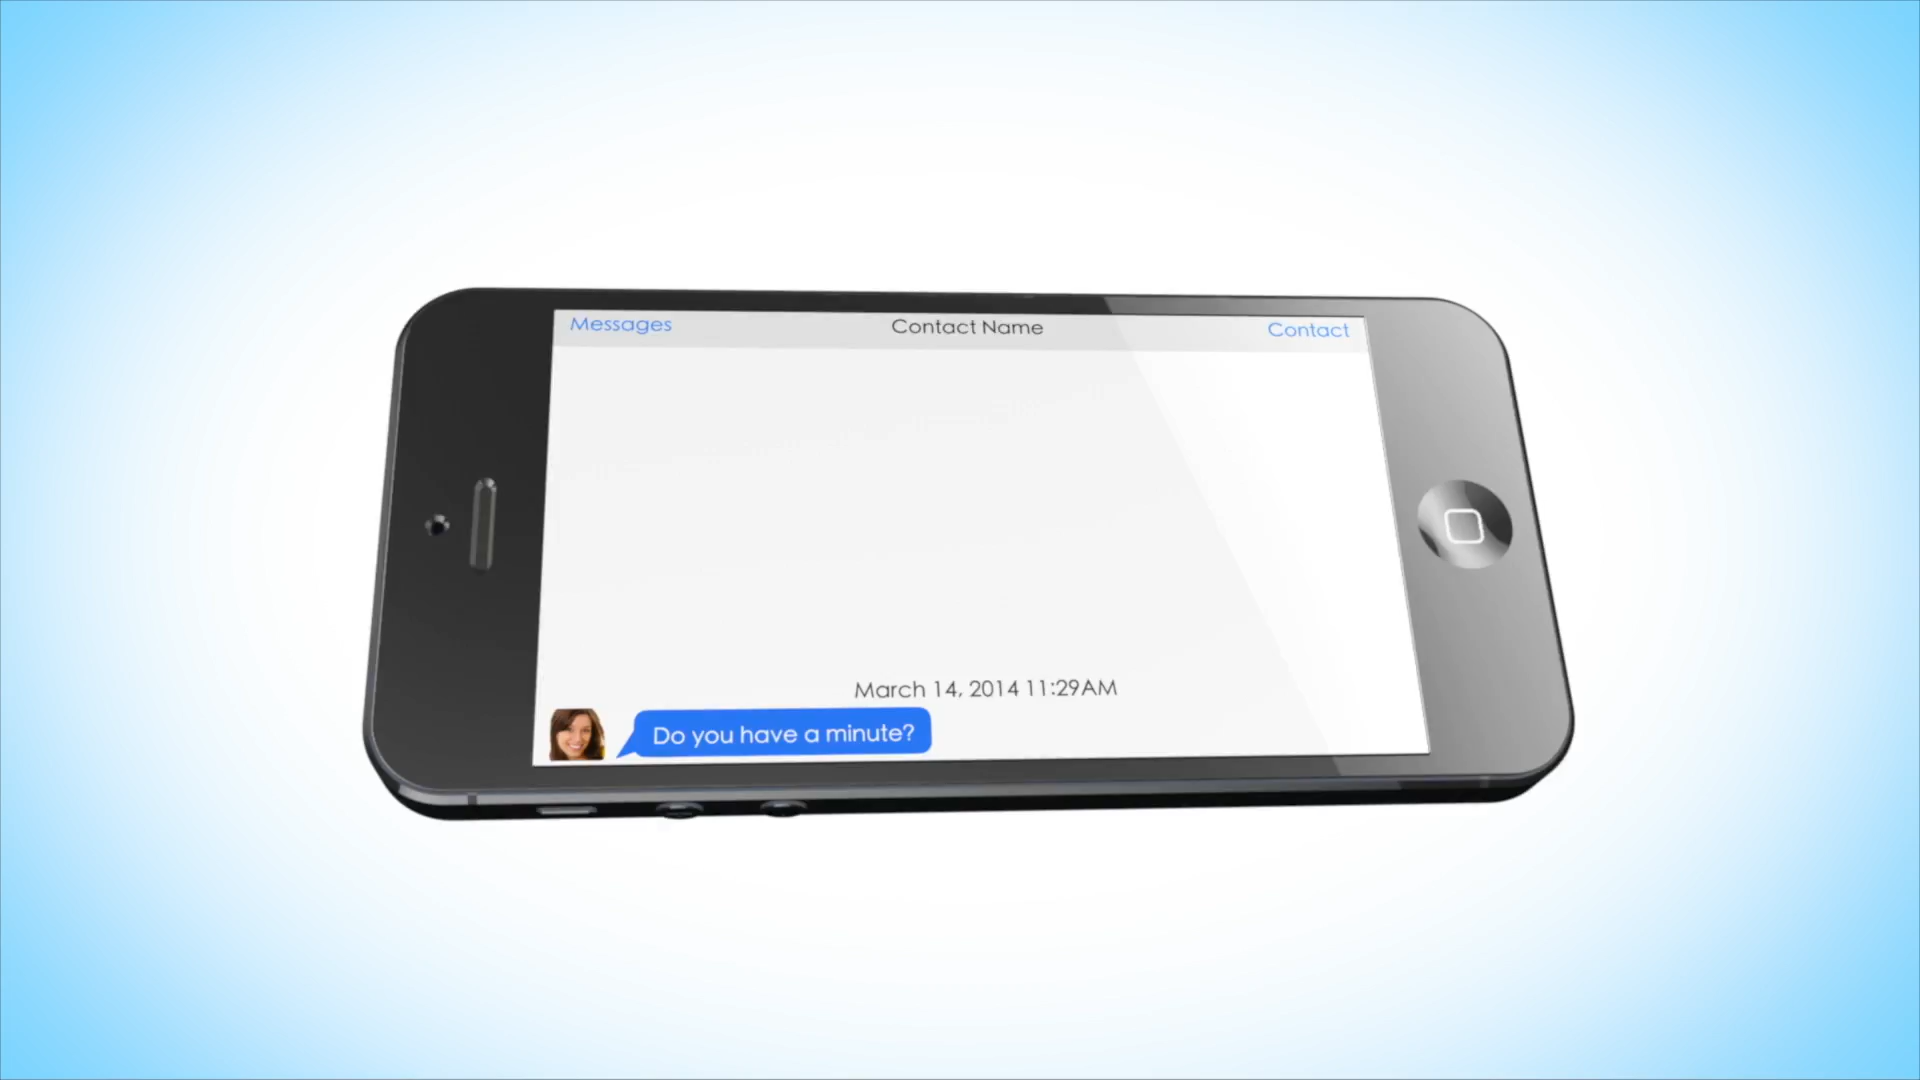 Messages Contact Name Contact
March 14, 2014 11:29AM
Do you have a minute?